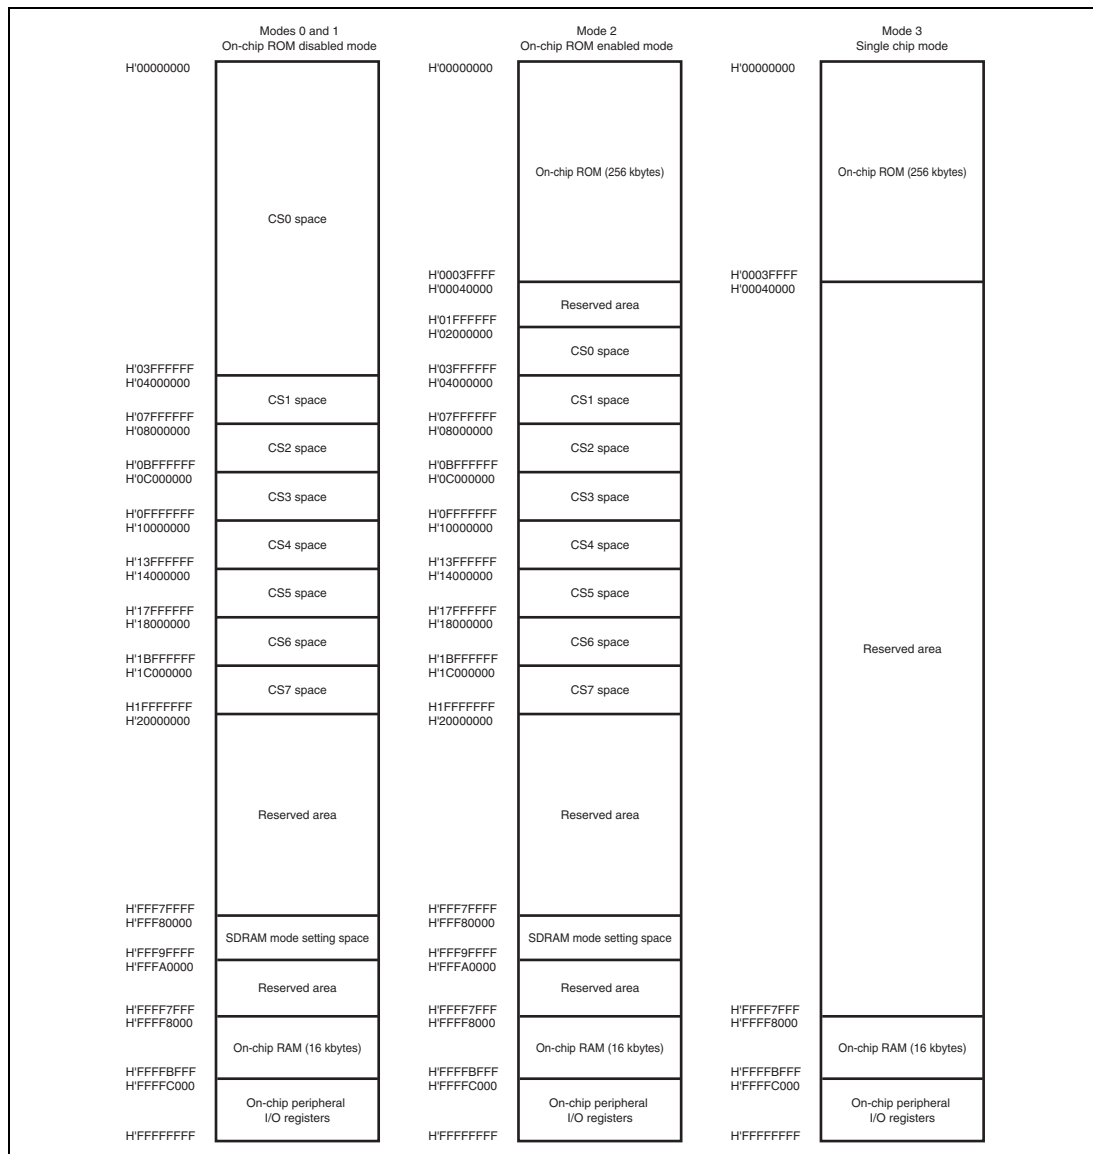 Modes 0 and 1
On-chip ROM disabled mode
H'00000000
CS0 space
H'03FFFFFF
H'04000000
CS1 space
H'07FFFFFF
H'08000000
CS2 space
H'0BFFFFFF
H'0C000000
CS3 space
H'0FFFFFFF
H'10000000
CS4 space
H'13FFFFFF
H'14000000
CS5 space
H'17FFFFFF
H'18000000
CS6 space
H'1BFFFFFF
H'1C000000
CS7 space
H1FFFFFFF
H'20000000
Reserved area
H'FFF7FFFF
H'FFF80000
SDRAM mode setting space
H'FFF9FFFF
H'FFFA0000
Reserved area
H'FFFF7FFF
H'FFFF8000
On-chip RAM (16 kbytes)
H'FFFFBFFF
H'FFFFC000
On-chip peripheral
I/O registers
H'FFFFFFFF
Mode 2
On-chip ROM enabled mode
H'00000000
On-chip ROM (256 kbytes)
H'0003FFFF
H'00040000
Reserved area
H'01FFFFFF
H'02000000
CS0 space
H'03FFFFFF
H'04000000
CS1 space
H'07FFFFFF
H'08000000
CS2 space
H'0BFFFFFF
H'0C000000
CS3 space
H'0FFFFFFF
H'10000000
CS4 space
H'13FFFFFF
H'14000000
CS5 space
H'17FFFFFF
H'18000000
CS6 space
H'1BFFFFFF
H'1C000000
CS7 space
H1FFFFFFF
H'20000000
Reserved area
H'FFF7FFFF
H'FFF80000
SDRAM mode setting space
H'FFF9FFFF
H'FFFA0000
Reserved area
H'FFFF7FFF
H'FFFF8000
On-chip RAM (16 kbytes)
H'FFFFBFFF
H'FFFFC000
On-chip peripheral
I/O registers
H'FFFFFFFF
Mode 3
Single chip mode
H'00000000
On-chip ROM (256 kbytes)
H'0003FFFF
H'00040000
Reserved area
H'FFFF7FFF
H'FFFF8000
On-chip RAM (16 kbytes)
H'FFFFBFFF
H'FFFFC000
On-chip peripheral
I/O registers
H'FFFFFFFF